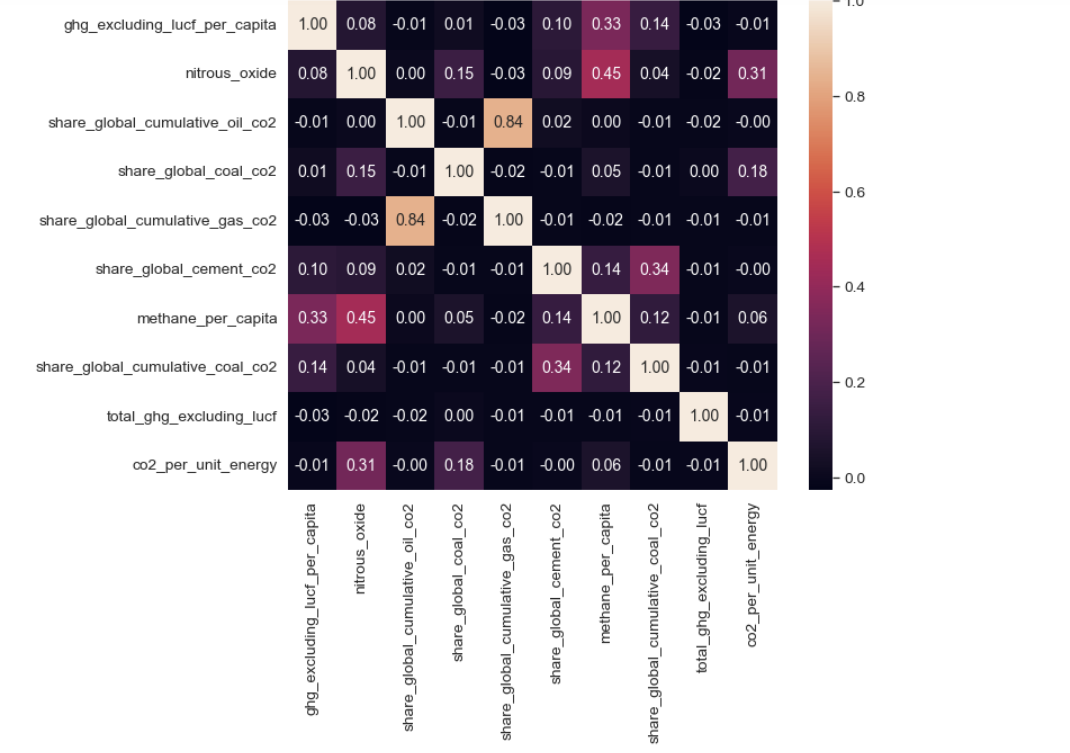 1.0
ghg_excluding_lucf_per_capita 1.00 0.08 -0.01 0.01 -0.03 0.10 0.33 0.14 -0.03 -0.01
nitrous_oxide 0.08 1.00 0.00 0.15 -0.03 0.09 0.45 0.04 -0.02 0.31
0.8
share_global_cumulative_oil_co2 -0.01 0.00 1.00 -0.01 0.84 0.02 0.00 -0.01 -0.02 -0.00
share_global_coal_co2 0.01 0.15 -0.01 1.00 -0.02 -0.01 0.05 -0.01 0.00 0.18
0.6
share_global_cumulative_gas_co2 -0.03 -0.03 0.84 -0.02 1.00 -0.01 -0.02 -0.01 -0.01 -0.01
share_global_cement_co2 0.10 0.09 0.02 -0.01 -0.01 1.00 0.14 0.34 -0.01 -0.00
0.4
methane_per_capita 0.33 0.45 0.00 0.05 -0.02 0.14 1.00 0.12 -0.01 0.06
share_global_cumulative_coal_co2 0.14 0.04 -0.01 -0.01 -0.01 0.34 0.12 1.00 -0.01 -0.01
0.2
total_ghg_excluding_lucf -0.03 -0.02 -0.02 0.00 -0.01 -0.01 -0.01 -0.01 1.00 -0.01
co2_per_unit_energy -0.01 0.31 -0.00 0.18 -0.01 -0.00 0.06 -0.01 -0.01 1.00
0.0
ghg_excluding_lucf_per_capita
nitrous_oxide
share_global_cumulative_oil_co2
share_global_coal_co2
share_global_cumulative_gas_co2
share_global_cement_co2
methane_per_capita
share_global_cumulative_coal_co2
total_ghg_excluding_lucf
co2_per_unit_energy